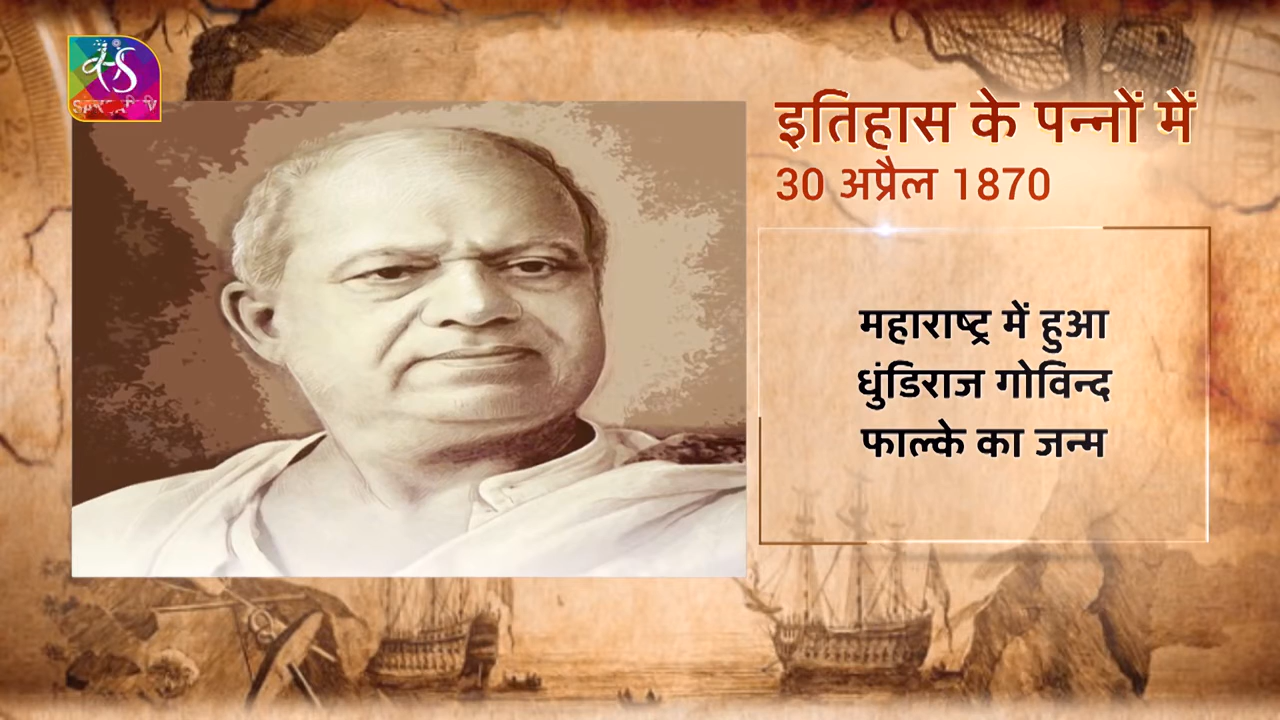 इतिहास के पन्नों में
30 अप्रैल 1870
महाराष्ट्र में हुआ
धुंडिराज गोविन्द
फाल्के का जन्म